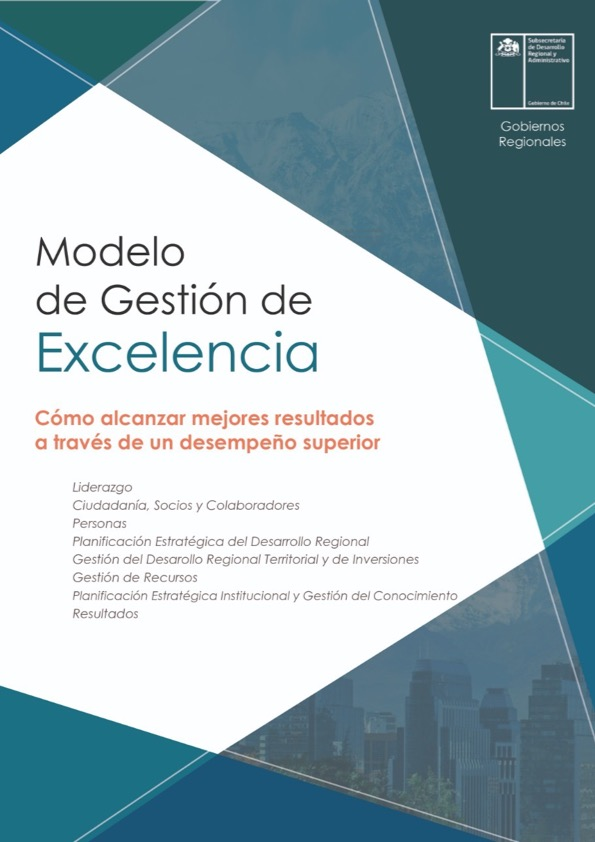 Subsecretaría
de Desarrollo
Regional y
Administrativo
Gobierno de Chile
Gobiernos
Regionales
Modelo
de Gestión de
Excelencia
Cómo alcanzar mejores resultados
a través de un desempeño superior
Liderazgo
Ciudadanía, Socios y Colaboradores
Personas
Planificación Estratégica del Desarrollo Regional
Gestión del Desarollo Regional Territorial y de Inversiones
Gestión de Recursos
Planificación Estratégica Institucional y Gestión del Conocimiento
Resultados